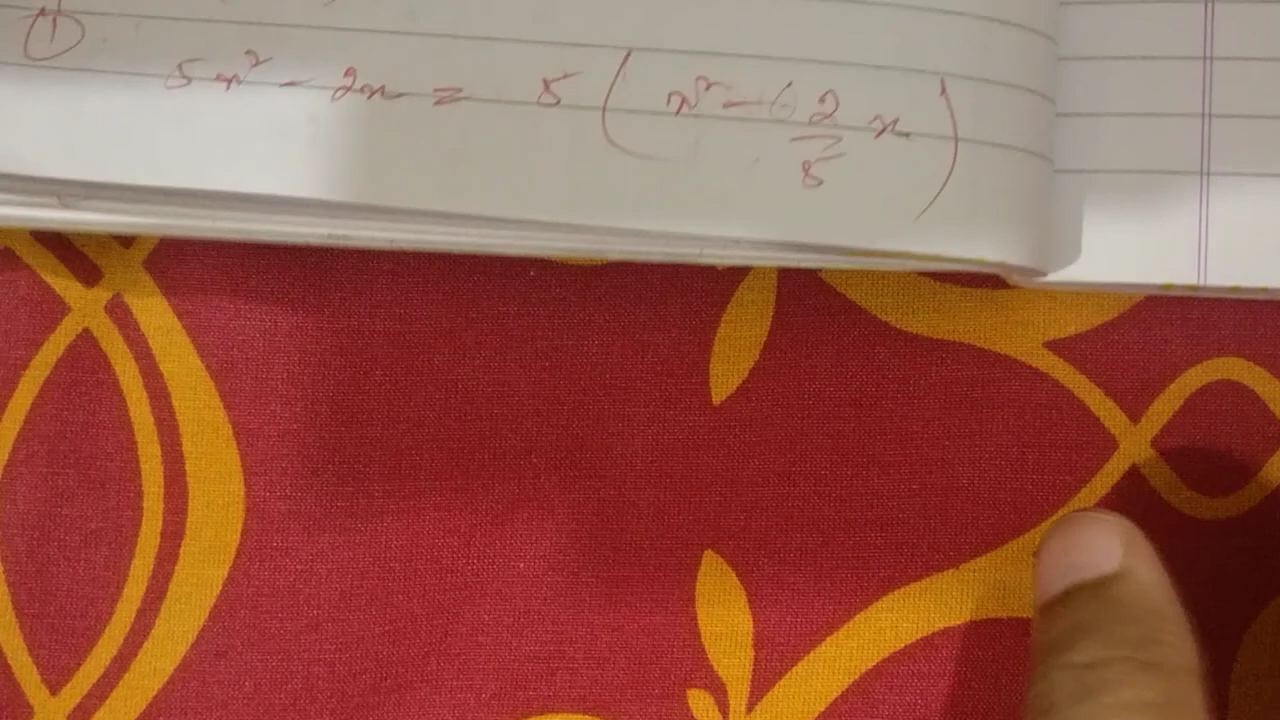 ① 5x² - 2x = 5 ( x² - 2/5 x )